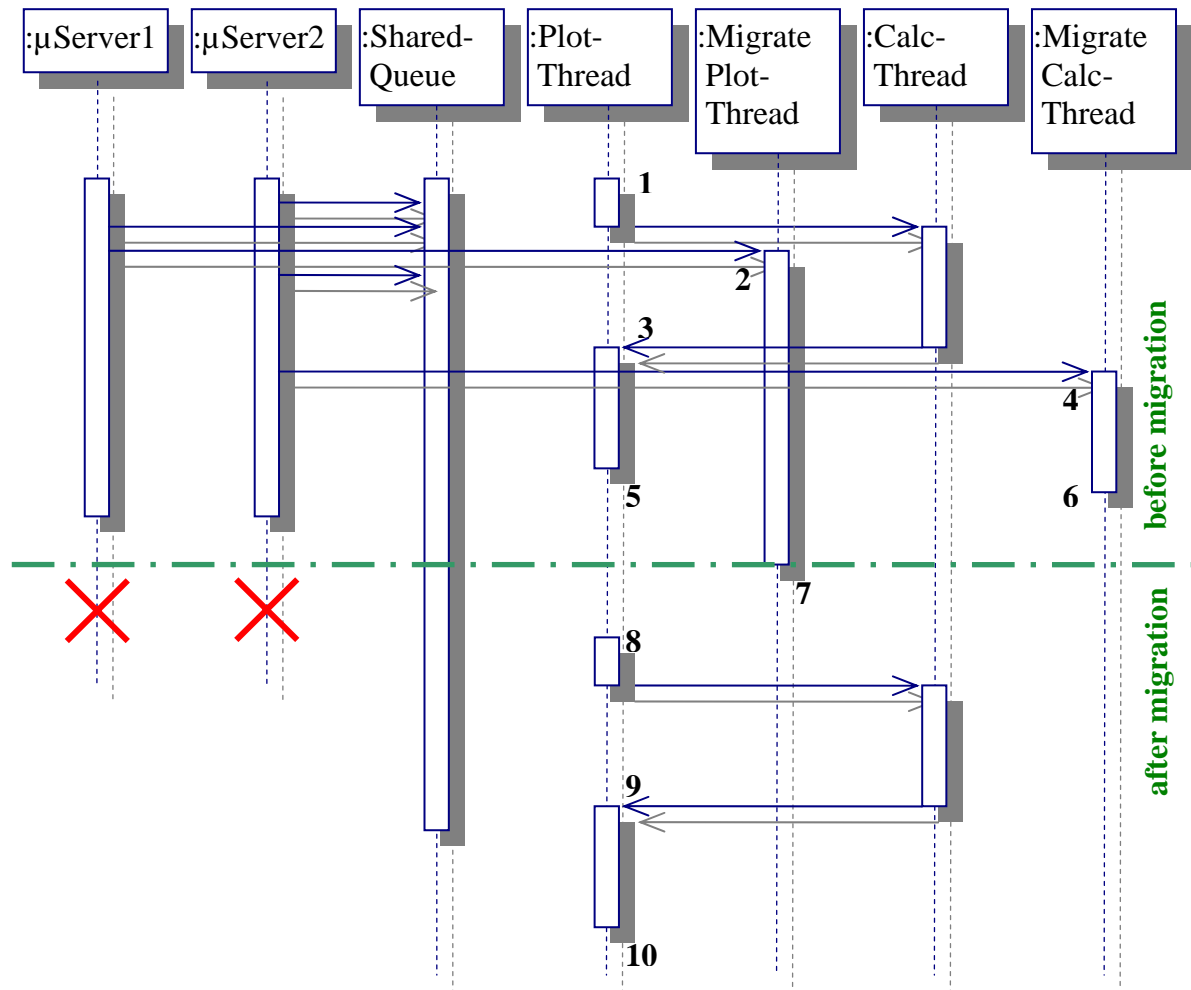 :µServer1
:µServer2
:Shared-
Queue
:Plot-
Thread
:Migrate
Plot-
Thread
:Calc-
Thread
:Migrate
Calc-
Thread
1
2
3
4
5
6
before migration
7
8
after migration
9
10